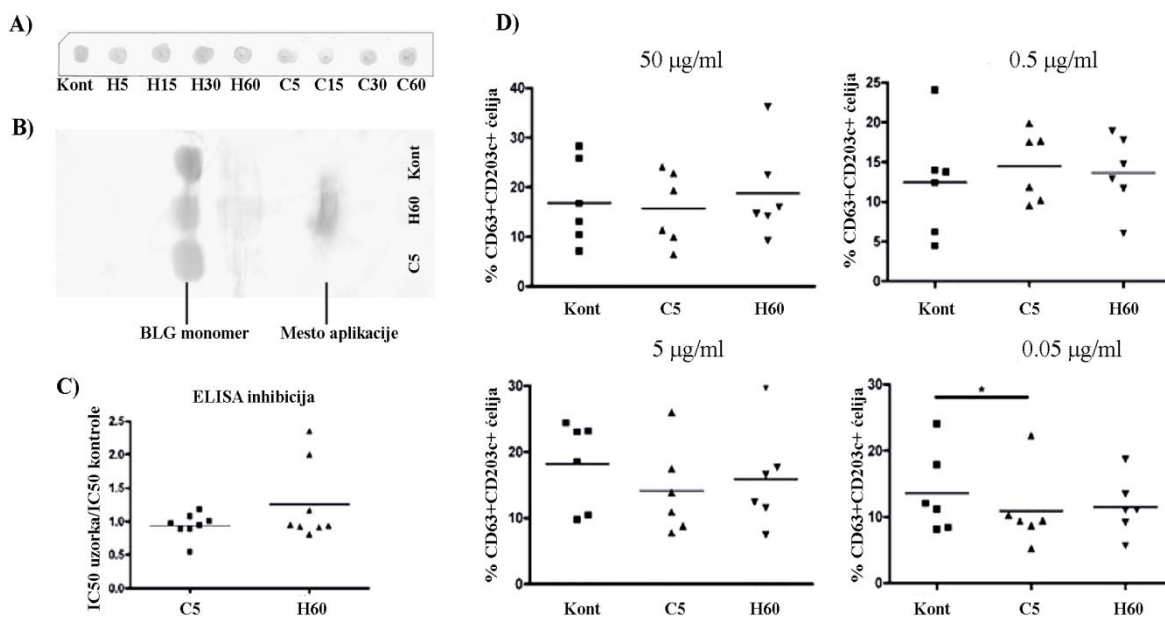 A)
Kont H5 H15 H30 H60 C5 C15 C30 C60
B)
Kont
H60
C5
BLG monomer Mesto aplikacije
C)
ELISA inhibicija
IC50 uzorka/IC50 kontrole
2.5
2.0
1.5
1.0
0.5
0.0
C5 H60
D)
50 µg/ml
% CD63+CD203c+ ćelija
40
30
20
10
0
Kont C5 H60
0.5 µg/ml
% CD63+CD203c+ ćelija
25
20
15
10
5
0
Kont C5 H60
5 µg/ml
% CD63+CD203c+ ćelija
30
20
10
0
Kont C5 H60
0.05 µg/ml
% CD63+CD203c+ ćelija
30
20
10
0
*
Kont C5 H60